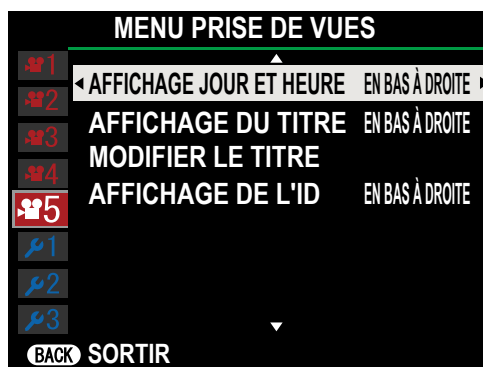 MENU PRISE DE VUES
1
2
3
4
5
1
2
3
AFFICHAGE JOUR ET HEURE EN BAS À DROITE
AFFICHAGE DU TITRE EN BAS À DROITE
MODIFIER LE TITRE
AFFICHAGE DE L'ID EN BAS À DROITE
BACK SORTIR